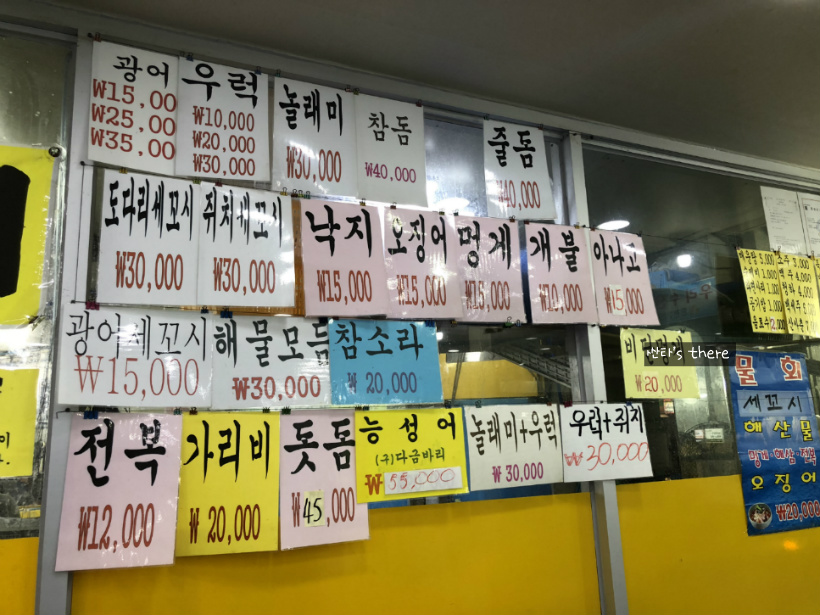 광어
₩15,00
₩25,00
₩35,00
우럭
₩10,000
₩20,000
₩30,000
놀래미
₩30,000
참돔
₩40,000
줄돔
₩40,000
도다리세꼬시
₩30,000
쥐치세꼬시
₩30,000
낙지
₩15,000
오징어
₩15,000
멍게
₩15,000
개불
₩10,000
아나고
₩15,000
광어세꼬시
₩15,000
해물모듬
₩30,000
참소라
₩20,000
₩20,000
산타's there
전복
₩12,000
가리비
₩20,000
돗돔
₩45,000
능성어
(구)다금바리
₩55,000
놀래미+우럭
₩30,000
우럭+쥐치
₩30,000
물회
세꼬시
해산물
멍게·해삼·전복
오징어
₩20,000